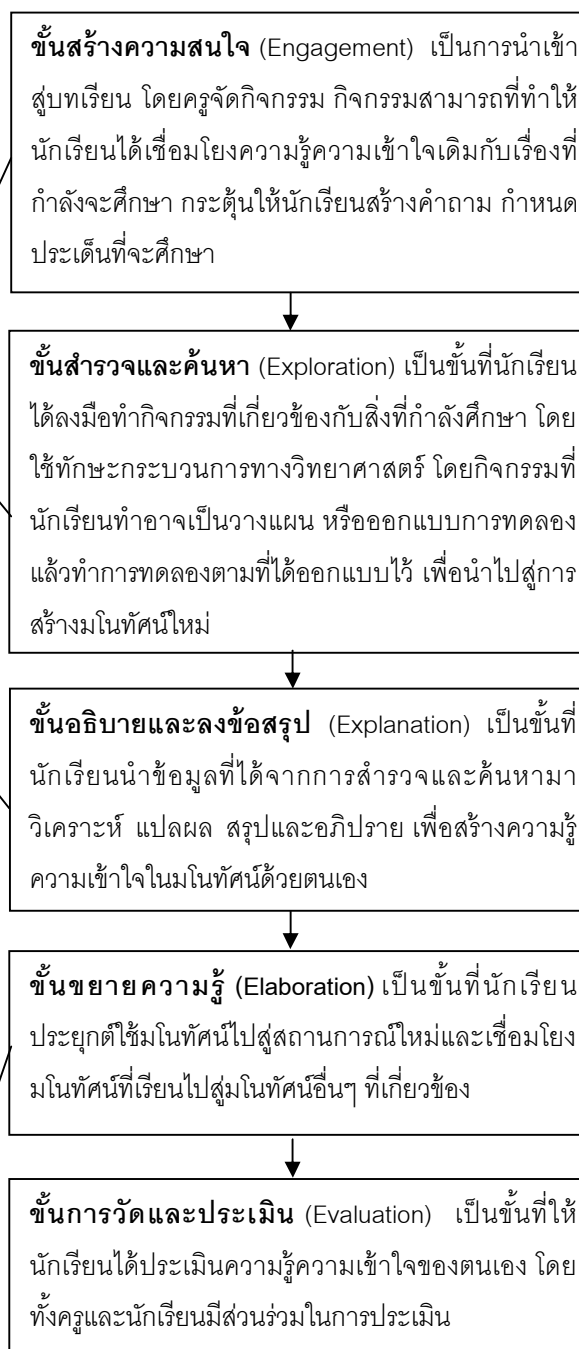 ขั้นสร้างความสนใจ (Engagement) เป็นการนำเข้า
สู่บทเรียน โดยครูจัดกิจกรรม กิจกรรมสามารถที่ทำให้
นักเรียนได้เชื่อมโยงความรู้ความเข้าใจเดิมกับเรื่องที่
กำลังจะศึกษา กระตุ้นให้นักเรียนสร้างคำถาม กำหนด
ประเด็นที่จะศึกษา
ขั้นสำรวจและค้นหา (Exploration) เป็นขั้นที่นักเรียน
ได้ลงมือทำกิจกรรมที่เกี่ยวข้องกับสิ่งที่กำลังศึกษา โดย
ใช้ทักษะกระบวนการทางวิทยาศาสตร์ โดยกิจกรรมที่
นักเรียนทำอาจเป็นวางแผน หรือออกแบบการทดลอง
แล้วทำการทดลองตามที่ได้ออกแบบไว้ เพื่อนำไปสู่การ
สร้างมโนทัศน์ใหม่
ขั้นอธิบายและลงข้อสรุป (Explanation) เป็นขั้นที่
นักเรียนนำข้อมูลที่ได้จากการสำรวจและค้นหามา
วิเคราะห์ แปลผล สรุปและอภิปราย เพื่อสร้างความรู้
ความเข้าใจในมโนทัศน์ด้วยตนเอง
ขั้นขยายความรู้ (Elaboration) เป็นขั้นที่นักเรียน
ประยุกต์ใช้มโนทัศน์ไปสู่สถานการณ์ใหม่และเชื่อมโยง
มโนทัศน์ที่เรียนไปสู่มโนทัศน์อื่นๆ ที่เกี่ยวข้อง
ขั้นการวัดและประเมิน (Evaluation) เป็นขั้นที่ให้
นักเรียนได้ประเมินความรู้ความเข้าใจของตนเอง โดย
ทั้งครูและนักเรียนมีส่วนร่วมในการประเมิน